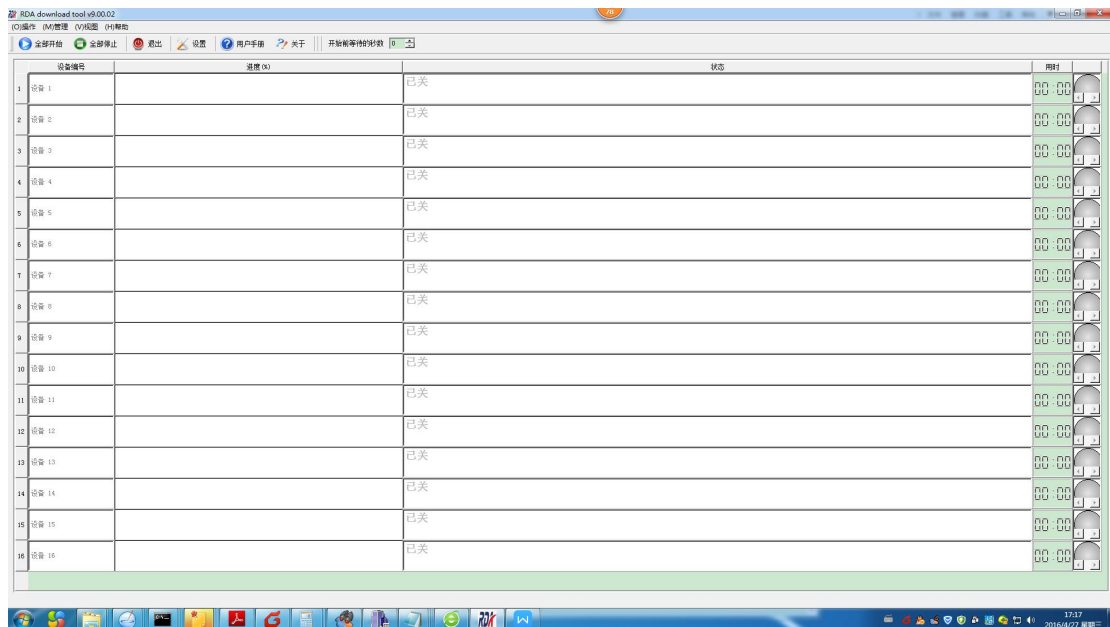 RDA download tool v9.00.02
78
(O)操作 (M)管理 (V)视图 (H)帮助
全部开始 全部停止 退出 设置 用户手册 关于 开始前等待的秒数 0
设备编号 进度(%) 状态 用时
1 设备 1 已关 00:00
2 设备 2 已关 00:00
3 设备 3 已关 00:00
4 设备 4 已关 00:00
5 设备 5 已关 00:00
6 设备 6 已关 00:00
7 设备 7 已关 00:00
8 设备 8 已关 00:00
9 设备 9 已关 00:00
10 设备 10 已关 00:00
11 设备 11 已关 00:00
12 设备 12 已关 00:00
13 设备 13 已关 00:00
14 设备 14 已关 00:00
15 设备 15 已关 00:00
16 设备 16 已关 00:00
RDA
W
17:17
2016/4/27 星期三